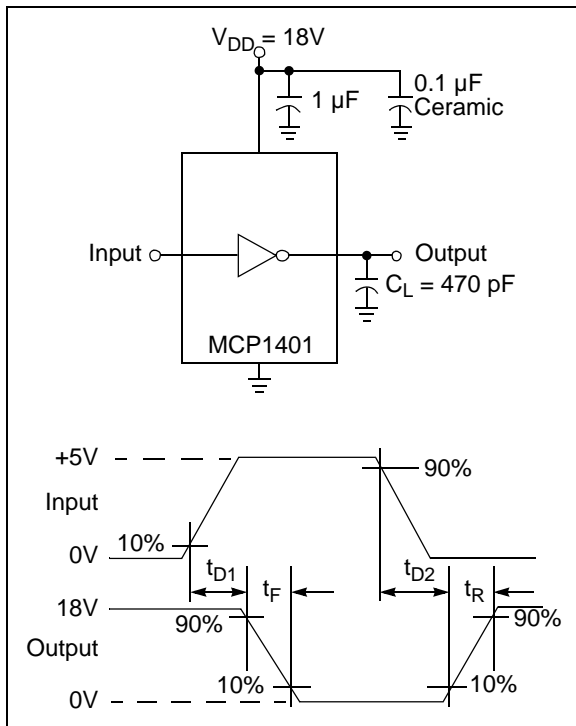 V_DD = 18V
1 µF
0.1 µF
Ceramic
Input
Output
C_L = 470 pF
MCP1401
+5V
Input
0V
10%
90%
t_D1
t_F
t_D2
t_R
18V
Output
0V
90%
10%
90%
10%